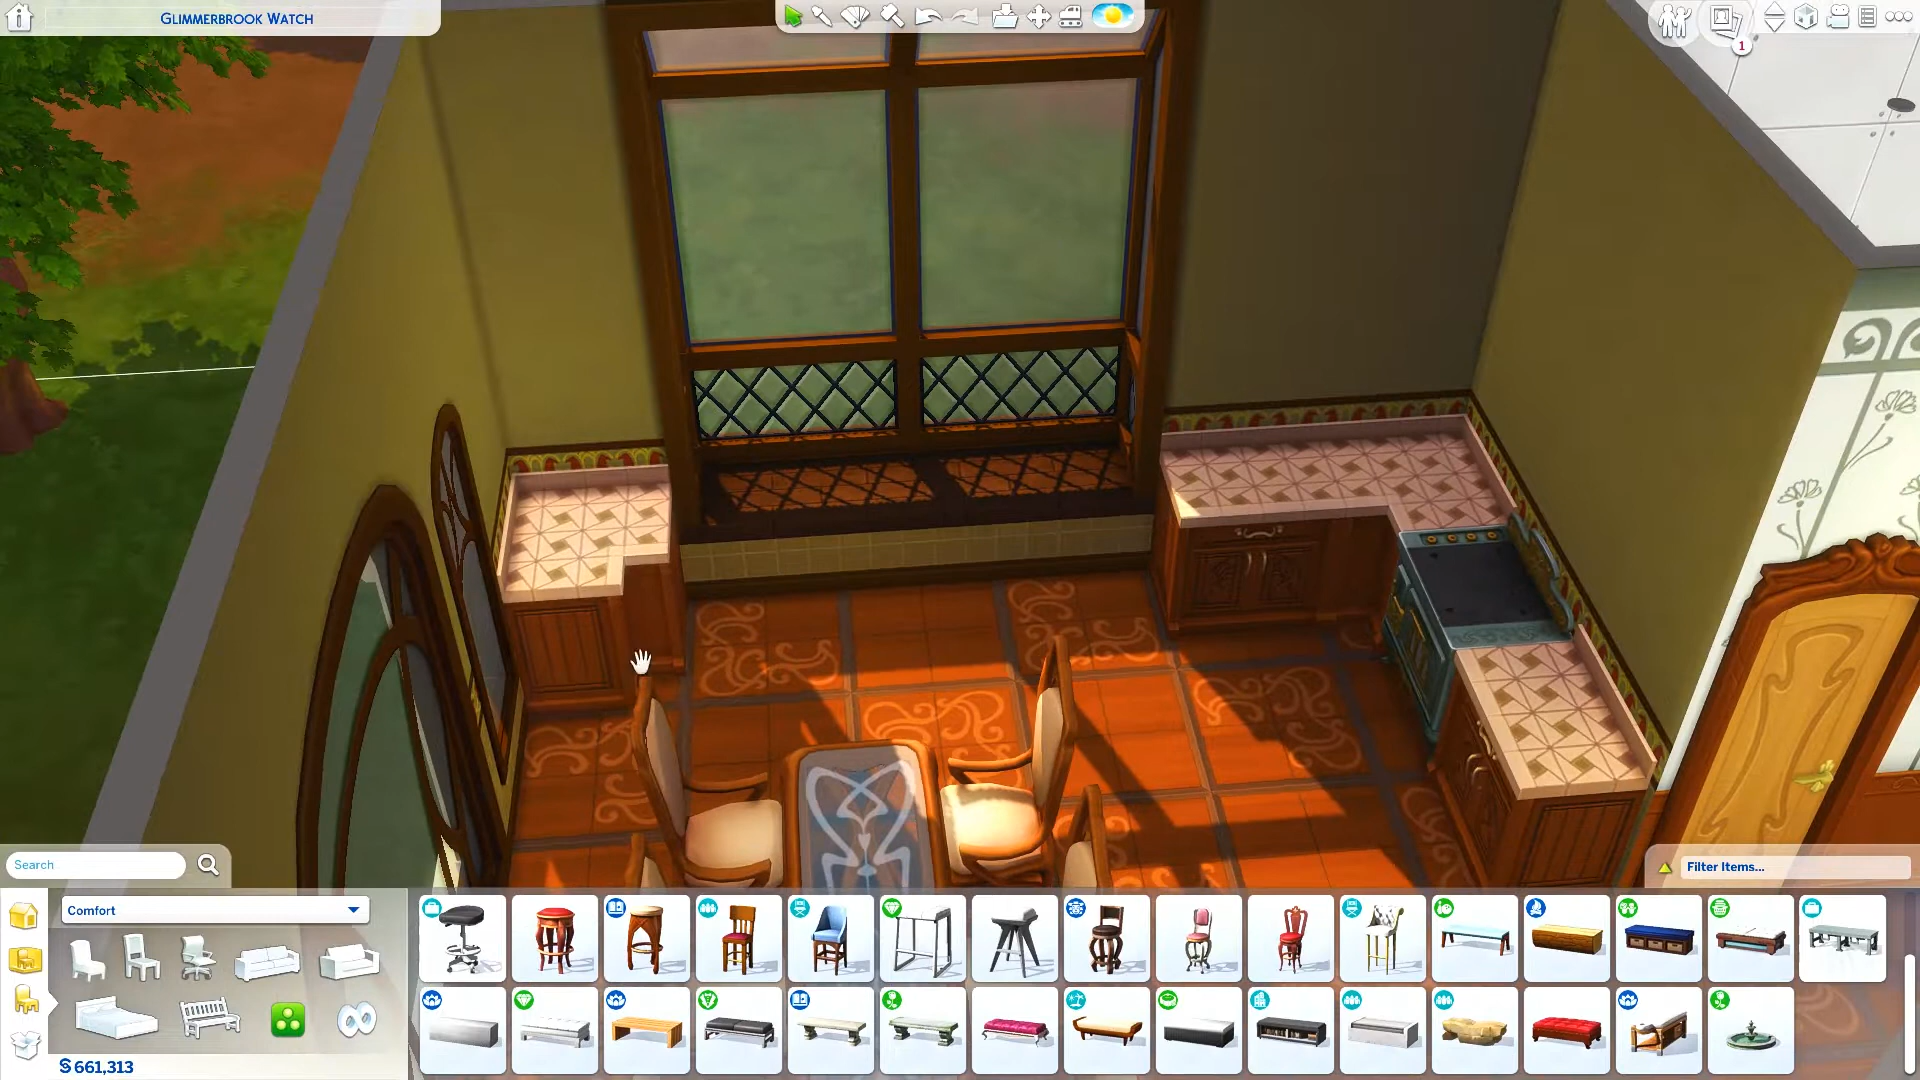 Glimmerbrook Watch
1
Search
Filter Items...
Comfort
§661,313